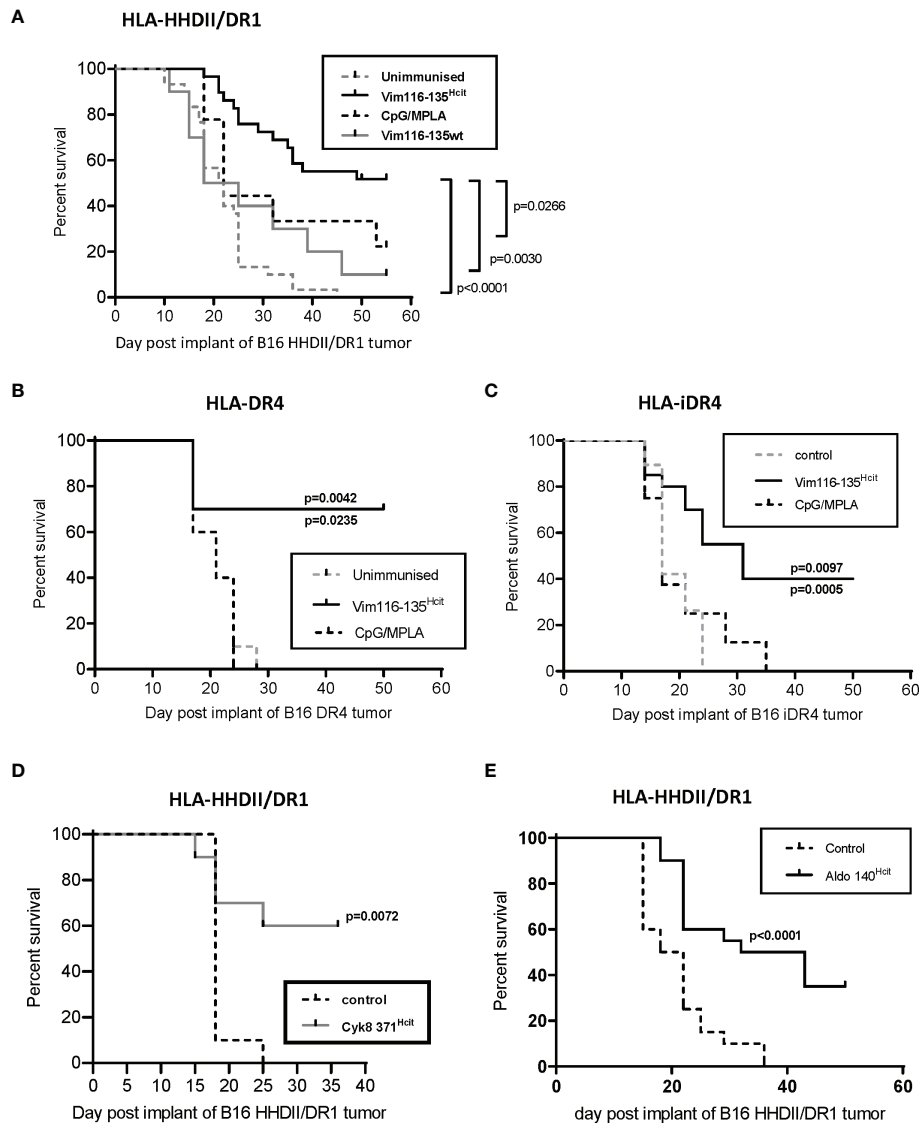 A
HLA-HHDII/DR1
Percent survival
100
80
60
40
20
0
Unimmunised
Vim116-135Hcit
CpG/MPLA
Vim116-135wt
p=0.0266
p=0.0030
p<0.0001
0 10 20 30 40 50 60
Day post implant of B16 HHDII/DR1 tumor
B
HLA-DR4
Percent survival
100
80
60
40
20
0
p=0.0042
p=0.0235
Unimmunised
Vim116-135Hcit
CpG/MPLA
0 10 20 30 40 50 60
Day post implant of B16 DR4 tumor
C
HLA-iDR4
Percent survival
100
80
60
40
20
0
control
Vim116-135Hcit
CpG/MPLA
p=0.0097
p=0.0005
0 10 20 30 40 50 60
Day post implant of B16 iDR4 tumor
D
HLA-HHDII/DR1
Percent survival
100
80
60
40
20
0
p=0.0072
control
Cyk8 371Hcit
0 5 10 15 20 25 30 35 40
Day post implant of B16 HHDII/DR1 tumor
E
HLA-HHDII/DR1
Percent survival
100
80
60
40
20
0
Control
Aldo 140Hcit
p<0.0001
0 20 40 60
day post implant of B16 HHDII/DR1 tumor